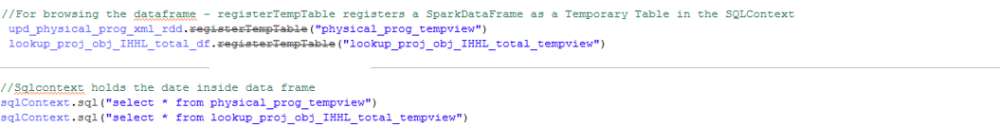 //For browsing the dataframe - registerTempTable registers a SparkDataFrame as a Temporary Table in the SQLContext
upd_physical_prog_xml_rdd.registerTempTable("physical_prog_tempview")
lookup_proj_obj_IHHL_total_df.registerTempTable("lookup_proj_obj_IHHL_total_tempview")
//Sqlcontext holds the date inside data frame
sqlContext.sql("select * from physical_prog_tempview")
sqlContext.sql("select * from lookup_proj_obj_IHHL_total_tempview")